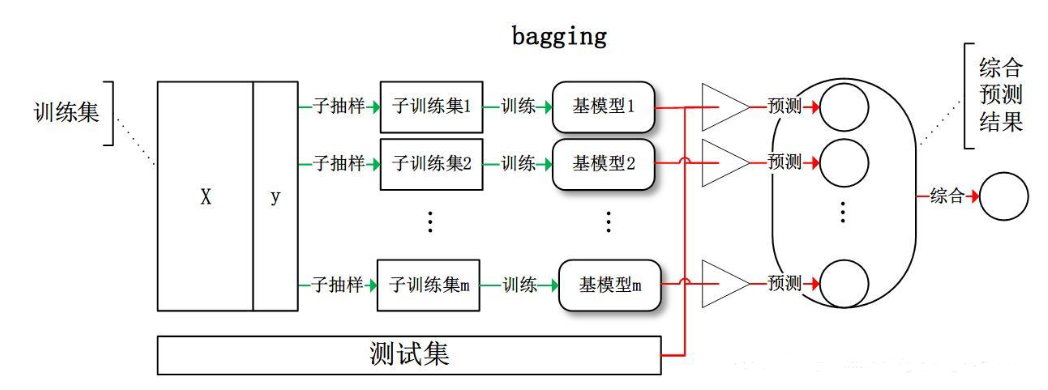 bagging
训练集
X
y
子抽样
子训练集1
训练
基模型1
预测
子抽样
子训练集2
训练
基模型2
预测
⋮
⋮
⋮
子抽样
子训练集m
训练
基模型m
预测
综合
预测
结果
综合
测试集